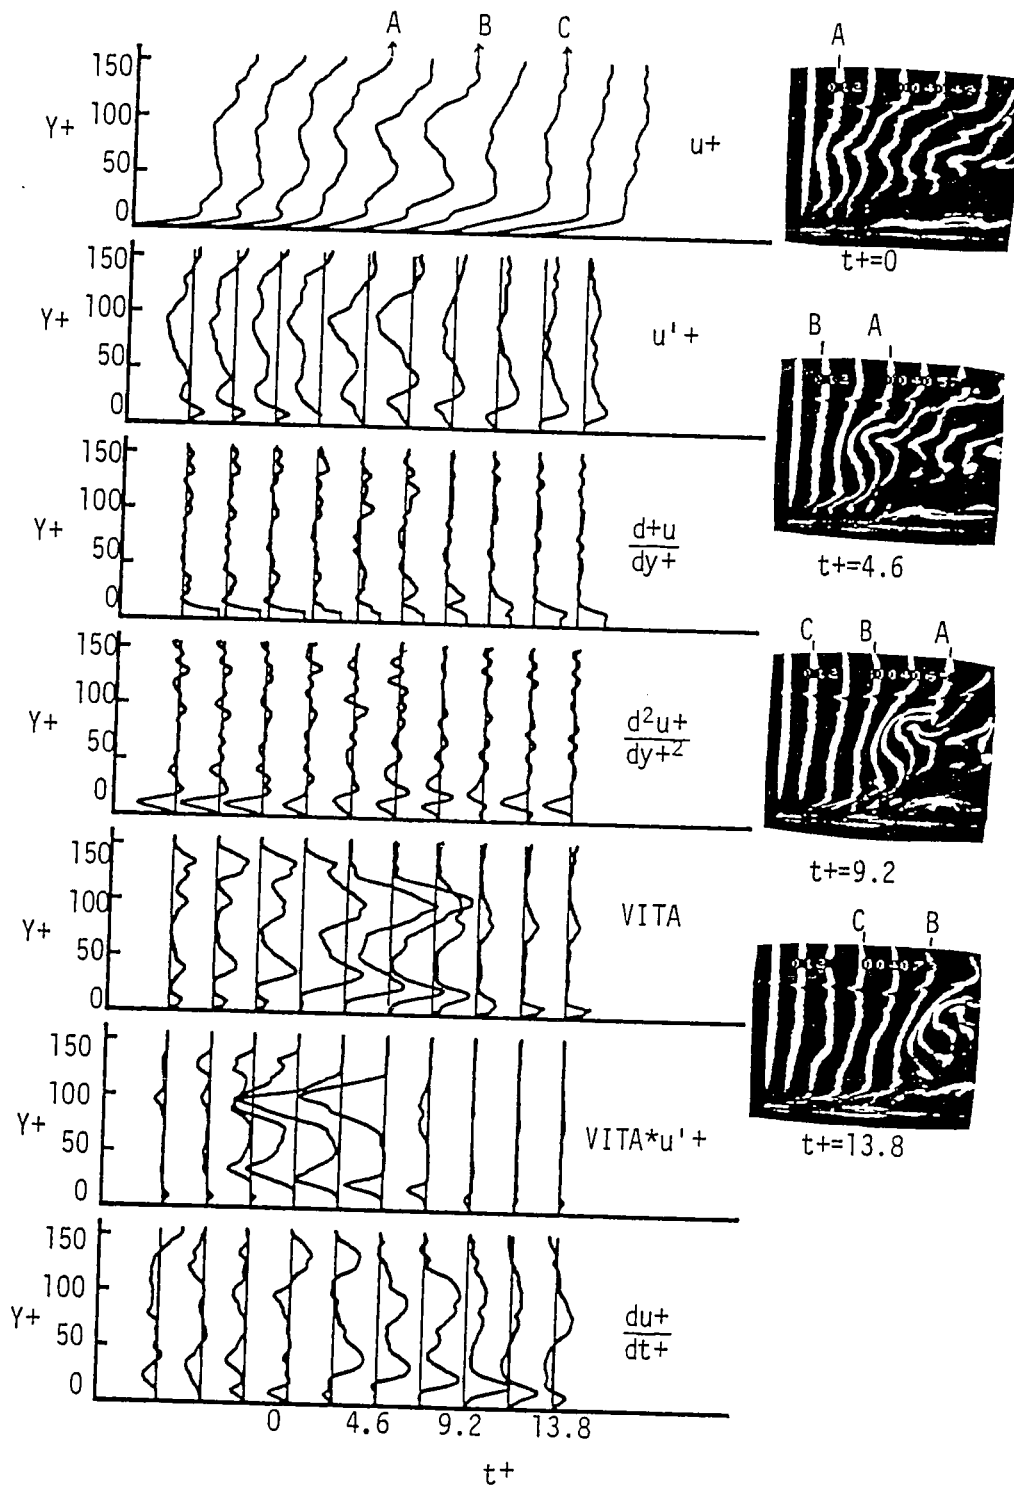 A B C
150
100
Y+
50
0
u+
150
100
Y+
50
0
u'+
150
100
Y+
50
0
d+u
dy+
150
100
Y+
50
0
d²u+
dy+²
150
100
Y+
50
0
VITA
150
100
Y+
50
0
VITA*u'+
150
100
Y+
50
0
du+
dt+
0 4.6 9.2 13.8
t+
A
t+=0
B A
t+=4.6
C B A
t+=9.2
C B
t+=13.8